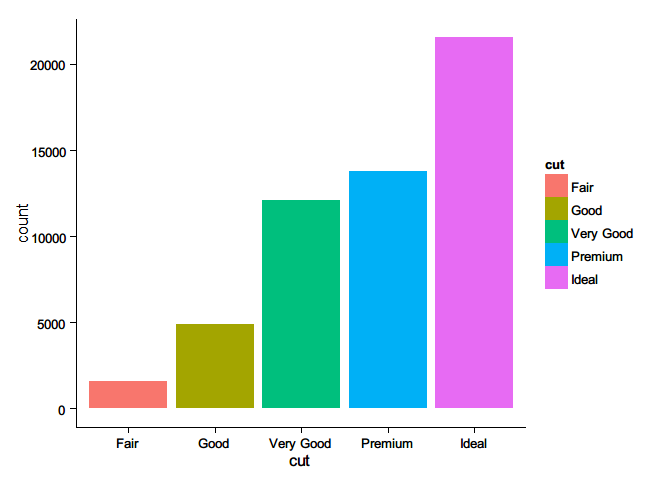 count
20000
15000
10000
5000
0
Fair Good Very Good Premium Ideal
cut
cut
Fair
Good
Very Good
Premium
Ideal